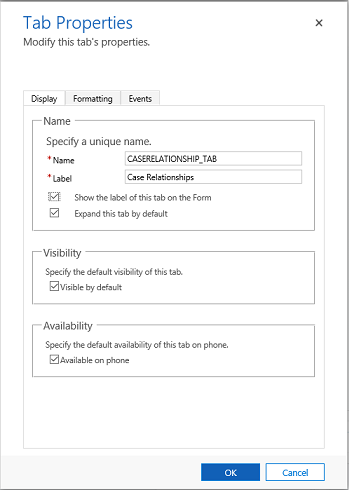 Tab Properties
Modify this tab's properties.
Display Formatting Events
Name
Specify a unique name.
*Name CASERELATIONSHIP_TAB
*Label Case Relationships
Show the label of this tab on the Form
Expand this tab by default
Visibility
Specify the default visibility of this tab.
Visible by default
Availability
Specify the default availability of this tab on phone.
Available on phone
OK Cancel